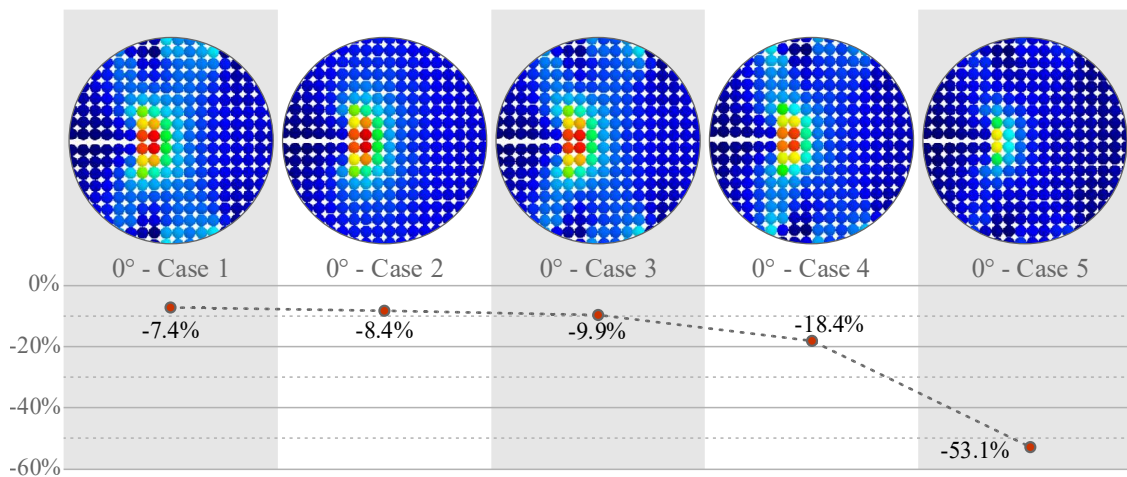 0° - Case 1
0° - Case 2
0° - Case 3
0° - Case 4
0° - Case 5
0%
-20%
-40%
-60%
-7.4%
-8.4%
-9.9%
-18.4%
-53.1%